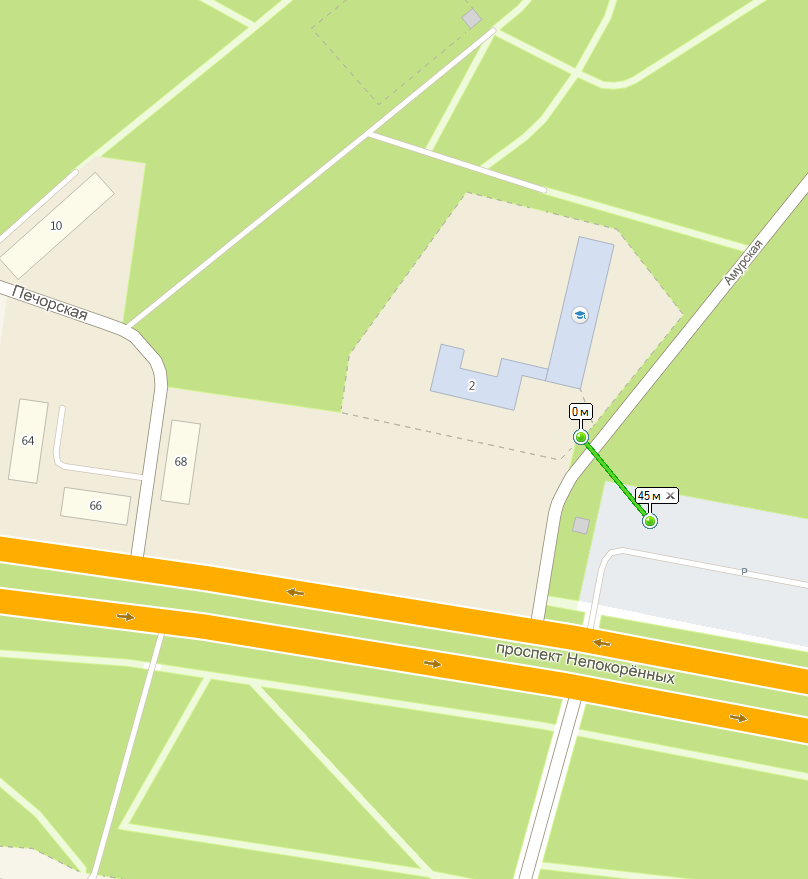 Амурская
10
Печорская
2
0 м
64
68
45 м
66
P
проспект Непокорённых